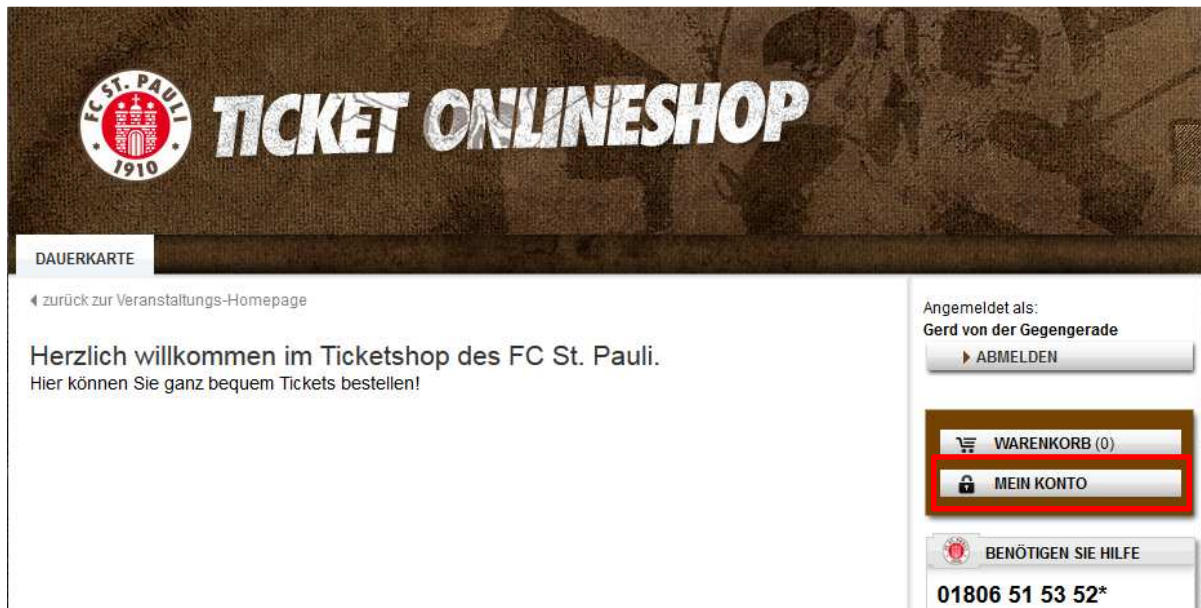 FC ST. PAULI
1910
TICKET ONLINESHOP
DAUERKARTE
zurück zur Veranstaltungs-Homepage
Herzlich willkommen im Ticketshop des FC St. Pauli.
Hier können Sie ganz bequem Tickets bestellen!
Angemeldet als:
Gerd von der Gegengerade
ABMELDEN
WARENKORB (0)
MEIN KONTO
BENÖTIGEN SIE HILFE
01806 51 53 52*